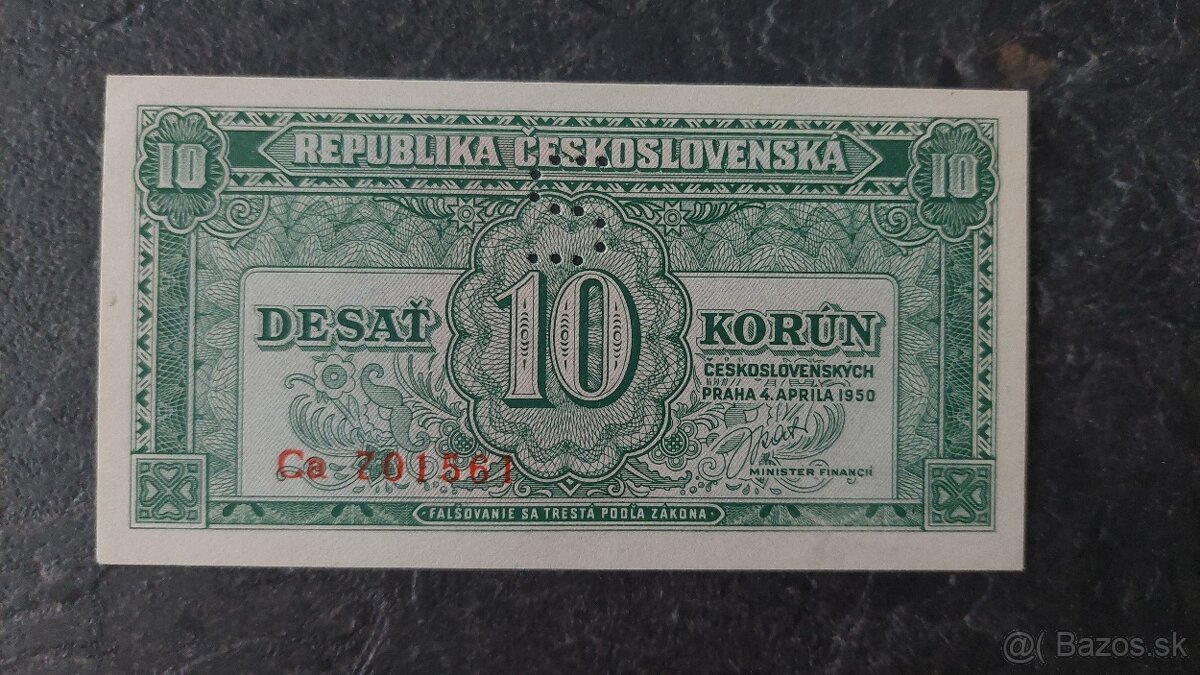 10 REPUBLIKA ČESKOSLOVENSKÁ 10
S
DESAŤ 10 KORÚN
ČESKOSLOVENSKÝCH
PRAHA 4. APRÍLA 1950
MINISTER FINANCIÍ
Ca 701561
FALŠOVANIE SA TRESTÁ PODĽA ZÁKONA
Bazos.sk